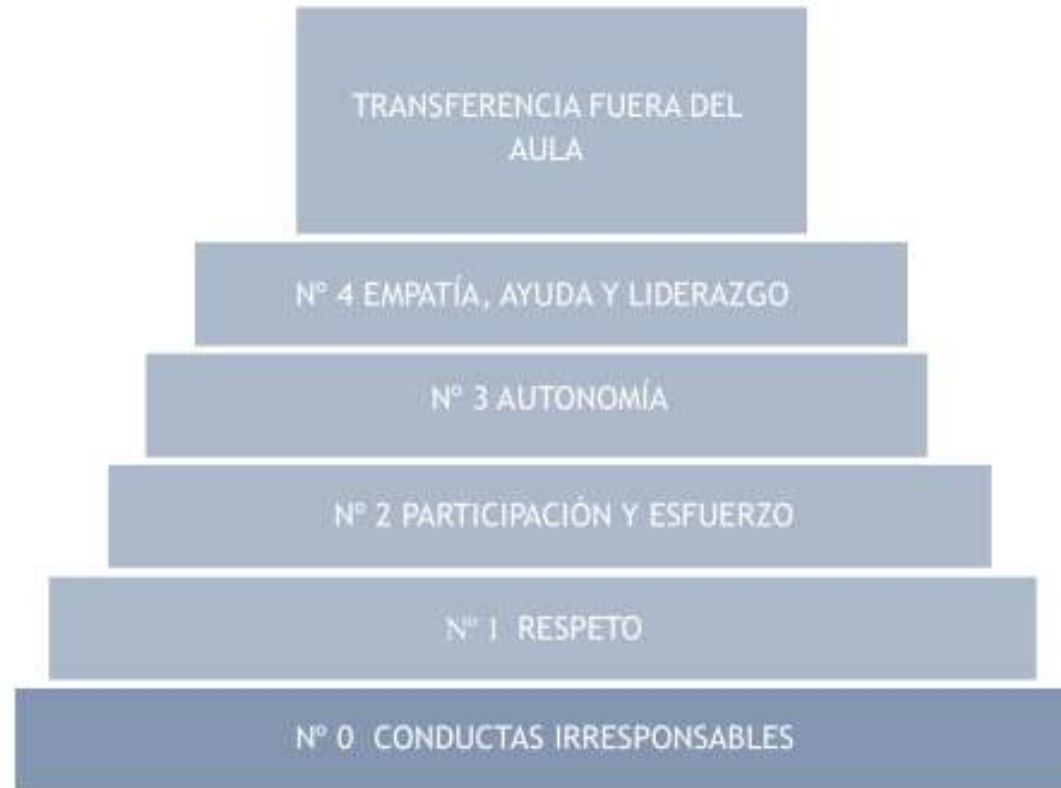 TRANSFERENCIA FUERA DEL
AULA
Nº 4 EMPATÍA, AYUDA Y LIDERAZGO
Nº 3 AUTONOMÍA
Nº 2 PARTICIPACIÓN Y ESFUERZO
Nº 1 RESPETO
Nº 0 CONDUCTAS IRRESPONSABLES